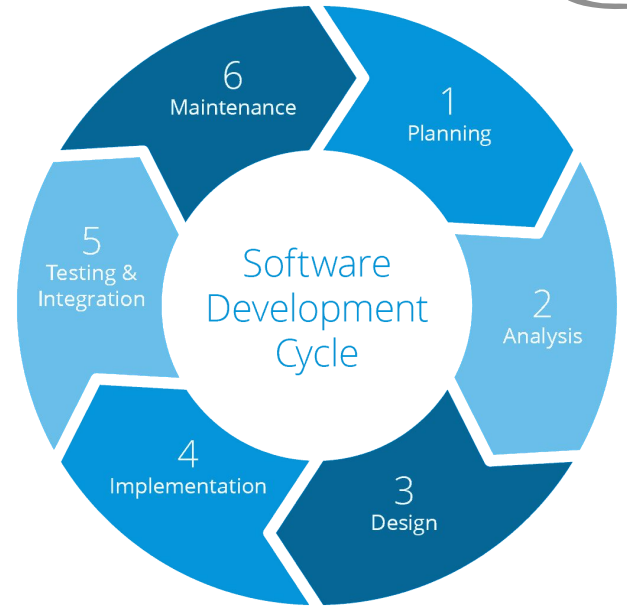 Software
Development
Cycle
1
Planning
2
Analysis
3
Design
4
Implementation
5
Testing &
Integration
6
Maintenance